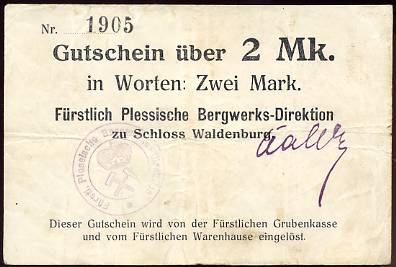 Nr. 1905
Gutschein über 2 Mk.
in Worten: Zwei Mark.
Fürstlich Plessische Bergwerks-Direktion
zu Schloss Waldenburg
Dieser Gutschein wird von der Fürstlichen Grubenkasse
und vom Fürstlichen Warenhause eingelöst.